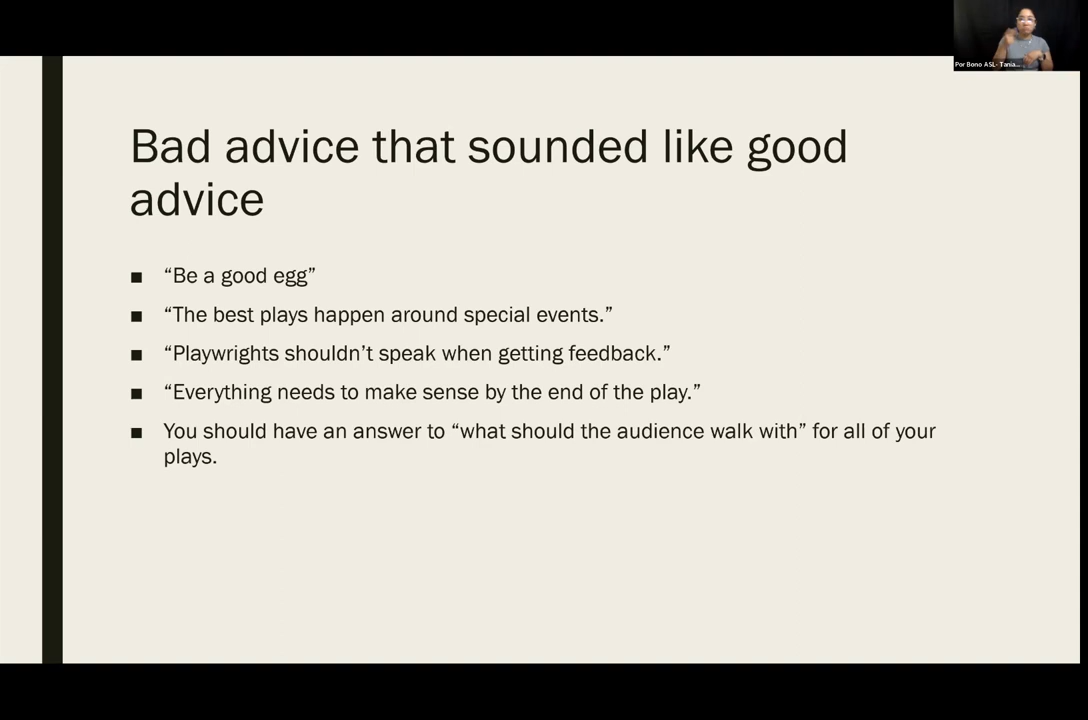 Por Bono ASL- Tania...
Bad advice that sounded like good
advice
■ “Be a good egg”
■ “The best plays happen around special events.”
■ “Playwrights shouldn’t speak when getting feedback.”
■ “Everything needs to make sense by the end of the play.”
■ You should have an answer to “what should the audience walk with” for all of your
plays.